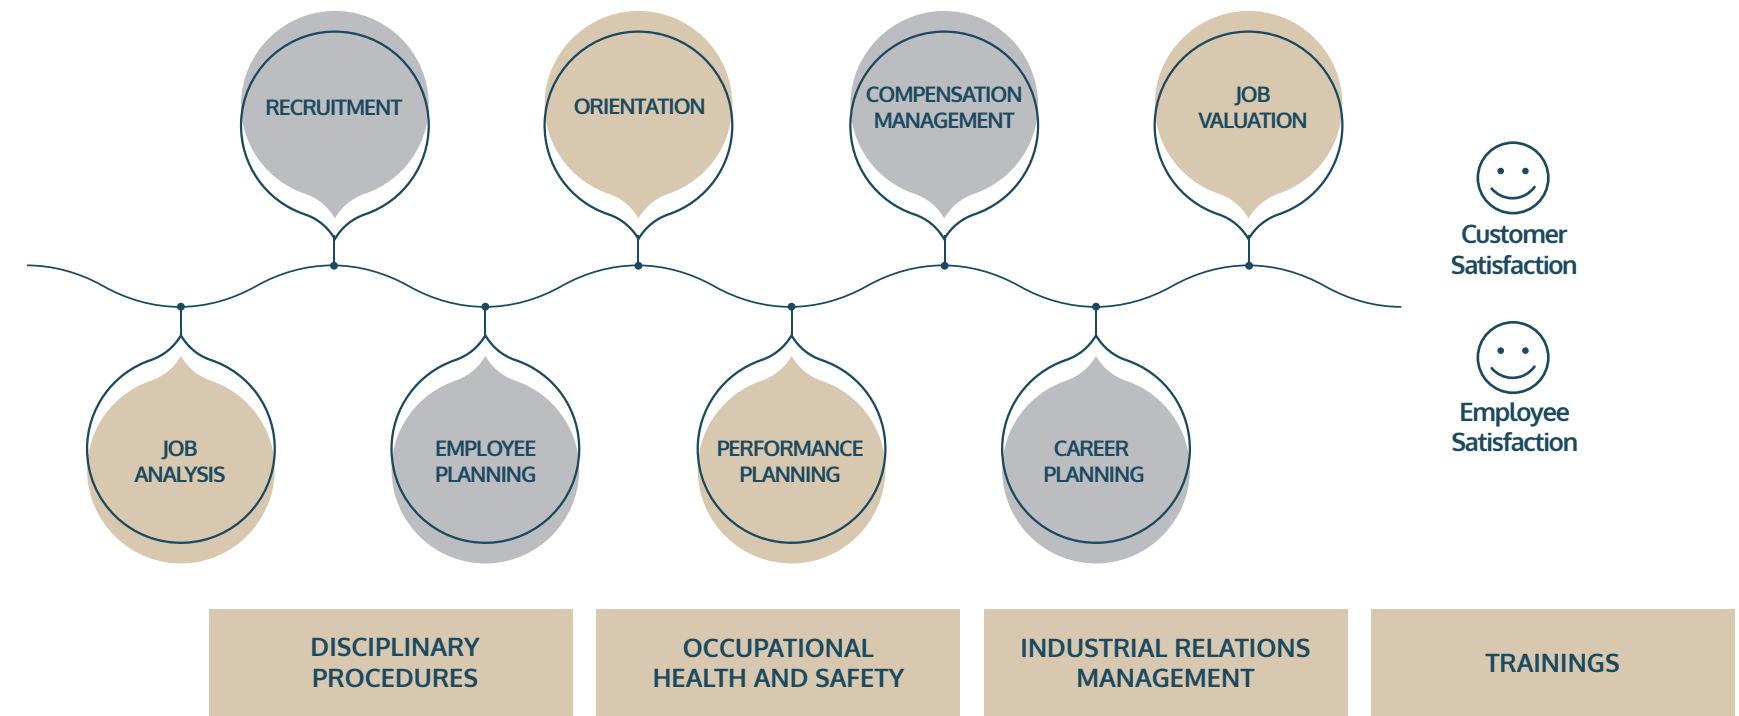 RECRUITMENT
ORIENTATION
COMPENSATION
MANAGEMENT
JOB
VALUATION
Customer
Satisfaction
Employee
Satisfaction
JOB
ANALYSIS
EMPLOYEE
PLANNING
PERFORMANCE
PLANNING
CAREER
PLANNING
DISCIPLINARY
PROCEDURES
OCCUPATIONAL
HEALTH AND SAFETY
INDUSTRIAL RELATIONS
MANAGEMENT
TRAININGS